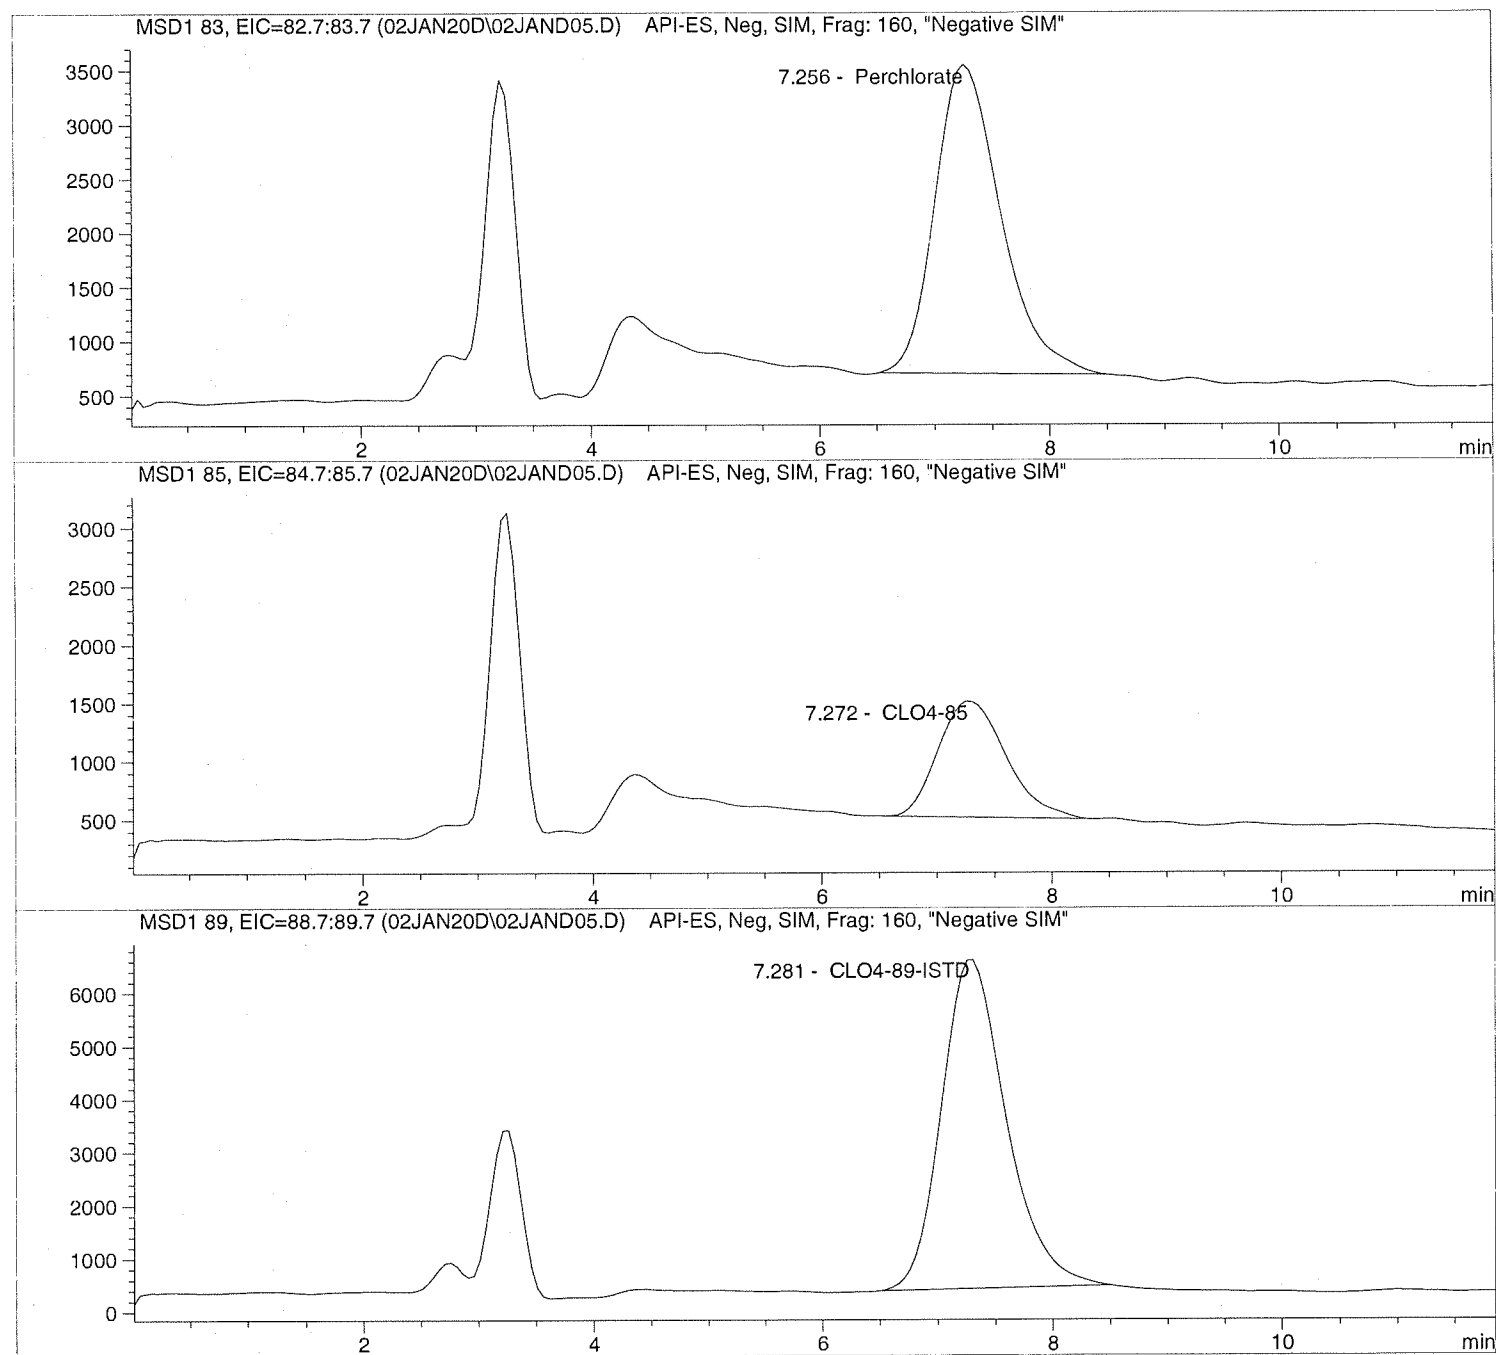 MSD1 83, EIC=82.7:83.7 (02JAN20D\02JAND05.D) API-ES, Neg, SIM, Frag: 160, "Negative SIM"
7.256 - Perchlorate
3500
3000
2500
2000
1500
1000
500
2 4 6 8 10 min
MSD1 85, EIC=84.7:85.7 (02JAN20D\02JAND05.D) API-ES, Neg, SIM, Frag: 160, "Negative SIM"
3000
2500
2000
1500
7.272 - CLO4-85
1000
500
2 4 6 8 10 min
MSD1 89, EIC=88.7:89.7 (02JAN20D\02JAND05.D) API-ES, Neg, SIM, Frag: 160, "Negative SIM"
7.281 - CLO4-89-ISTD
6000
5000
4000
3000
2000
1000
0
2 4 6 8 10 min